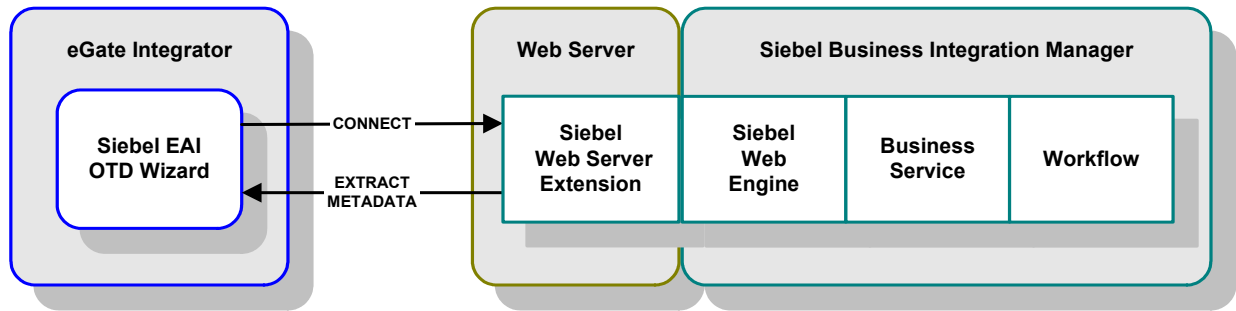 eGate Integrator
Web Server
Siebel Business Integration Manager
Siebel EAI
OTD Wizard
CONNECT
EXTRACT
METADATA
Siebel
Web Server
Extension
Siebel
Web
Engine
Business
Service
Workflow